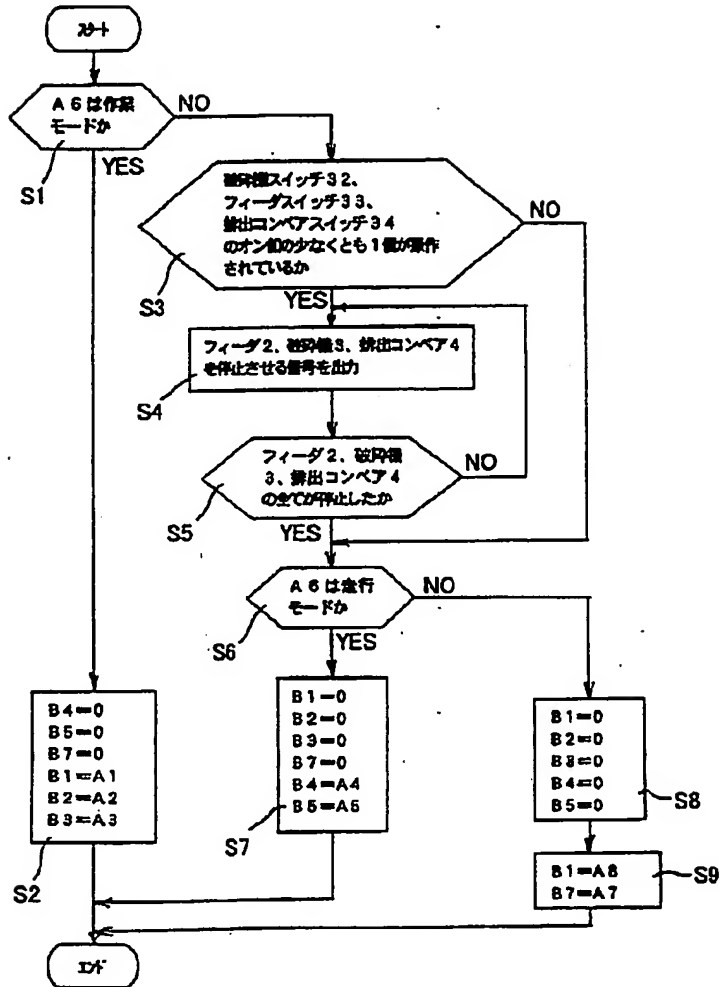 スタート
A6は作業
モードか
NO
YES
S1
破砕機スイッチ32、
フィーダスイッチ33、
排出コンベアスイッチ34
のオン側の少なくとも1個が操作
されているか
NO
YES
S3
フィーダ2、破砕機3、排出コンベア4
を停止させる信号を出力
S4
フィーダ2、破砕機
3、排出コンベア4
の全てが停止したか
NO
YES
S5
A6は走行
モードか
NO
YES
S6
B4=0
B5=0
B7=0
B1=A1
B2=A2
B3=A3
S2
B1=0
B2=0
B3=0
B7=0
B4=A4
B5=A5
S7
B1=0
B2=0
B3=0
B4=0
B5=0
S8
B1=A8
B7=A7
S9
エンド